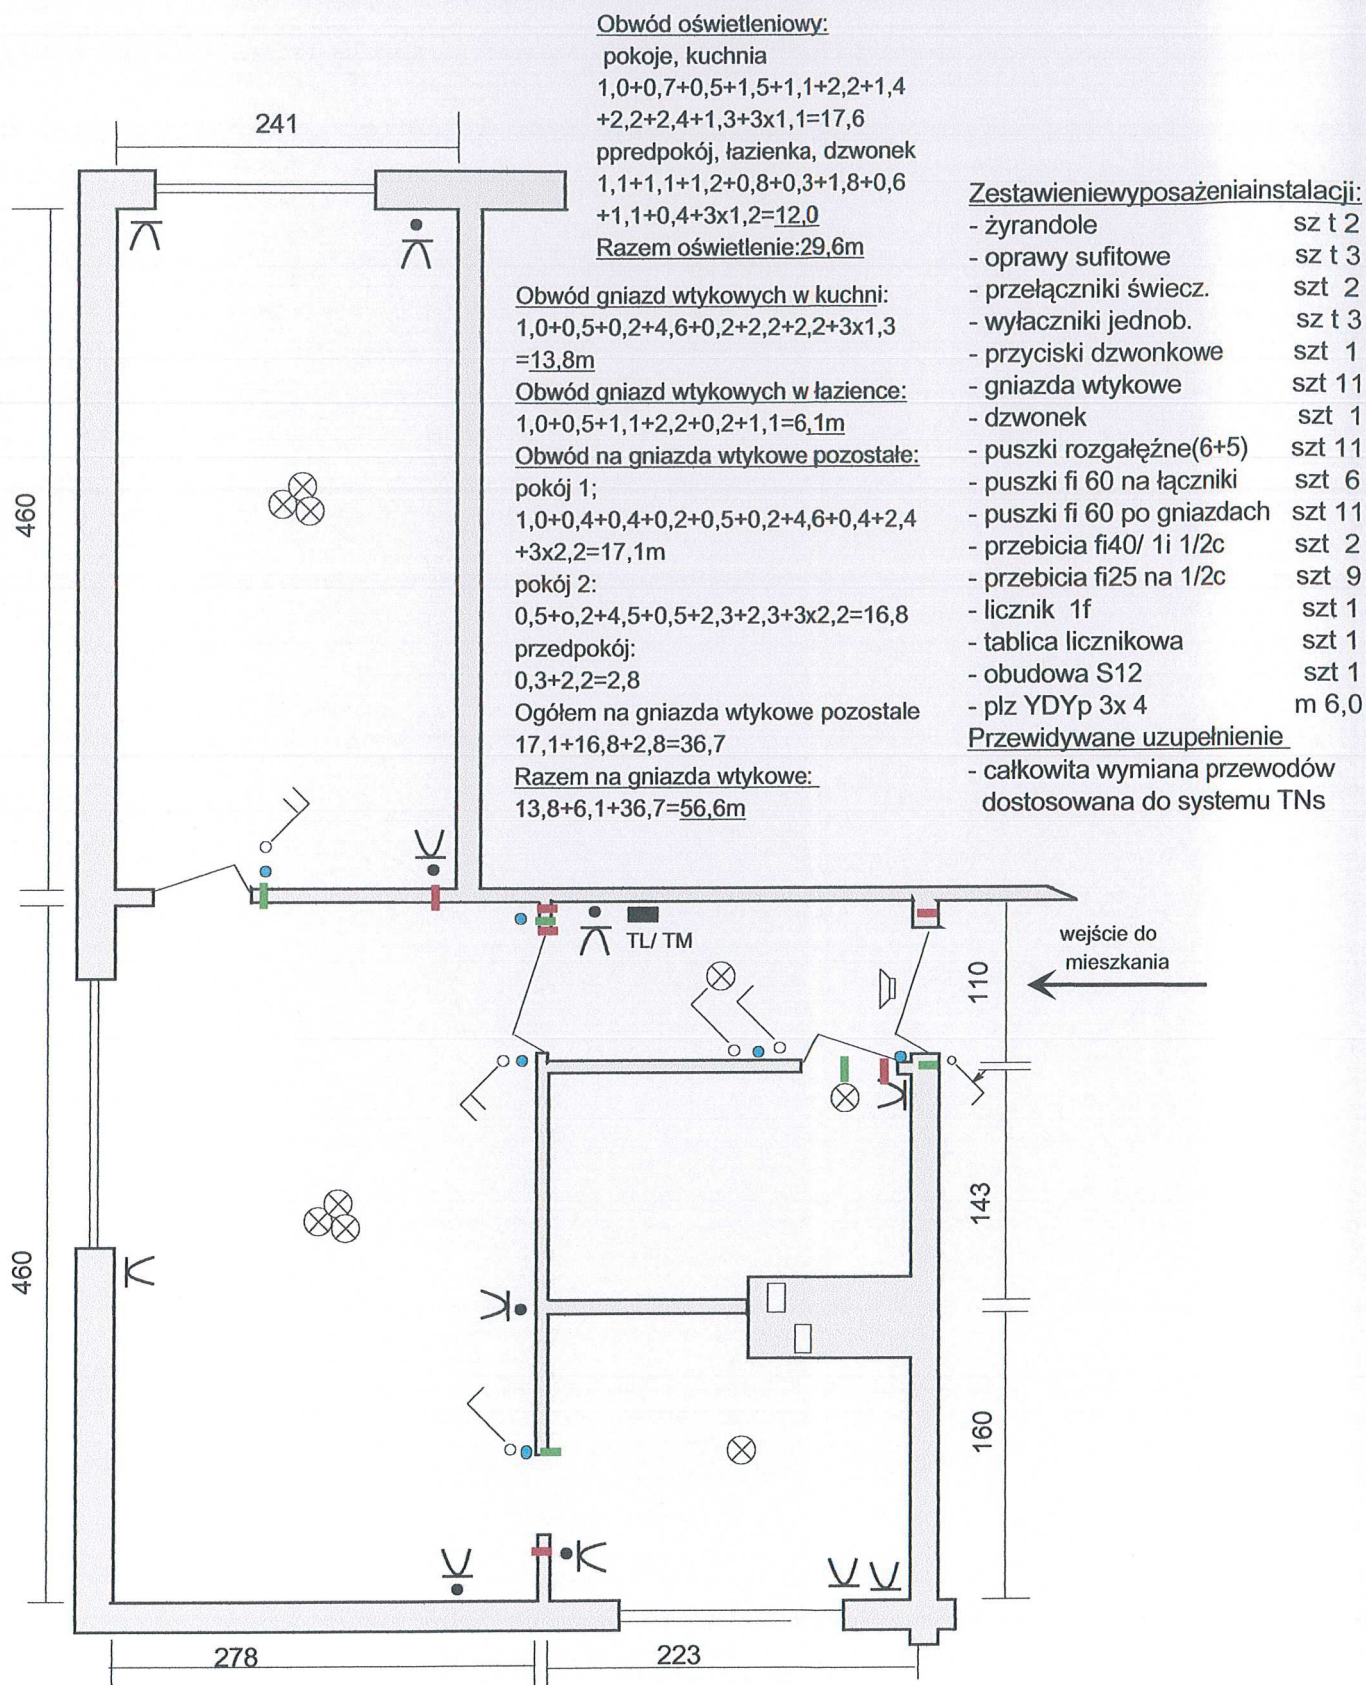 Obwód oświetleniowy:
pokoje, kuchnia
1,0+0,7+0,5+1,5+1,1+2,2+1,4
+2,2+2,4+1,3+3x1,1=17,6
ppredpokój, łazienka, dzwonek
1,1+1,1+1,2+0,8+0,3+1,8+0,6
+1,1+0,4+3x1,2=12,0
Razem oświetlenie:29,6m
Obwód gniazd wtykowych w kuchni:
1,0+0,5+0,2+4,6+0,2+2,2+2,2+3x1,3
=13,8m
Obwód gniazd wtykowych w łazience:
1,0+0,5+1,1+2,2+0,2+1,1=6,1m
Obwód na gniazda wtykowe pozostałe:
pokój 1;
1,0+0,4+0,4+0,2+0,5+0,2+4,6+0,4+2,4
+3x2,2=17,1m
pokój 2:
0,5+o,2+4,5+0,5+2,3+2,3+3x2,2=16,8
przedpokój:
0,3+2,2=2,8
Ogółem na gniazda wtykowe pozostale
17,1+16,8+2,8=36,7
Razem na gniazda wtykowe:
13,8+6,1+36,7=56,6m
Zestawieniewyposażeniainstalacji:
- żyrandole sz t 2
- oprawy sufitowe sz t 3
- przełączniki świecz. szt 2
- wyłaczniki jednob. sz t 3
- przyciski dzwonkowe szt 1
- gniazda wtykowe szt 11
- dzwonek szt 1
- puszki rozgałęźne(6+5) szt 11
- puszki fi 60 na łączniki szt 6
- puszki fi 60 po gniazdach szt 11
- przebicia fi40/ 1i 1/2c szt 2
- przebicia fi25 na 1/2c szt 9
- licznik 1f szt 1
- tablica licznikowa szt 1
- obudowa S12 szt 1
- plz YDYp 3x 4 m 6,0
Przewidywane uzupełnienie
- całkowita wymiana przewodów
dostosowana do systemu TNs
241
460
460
TL/ TM
wejście do
mieszkania
110
143
160
278
223